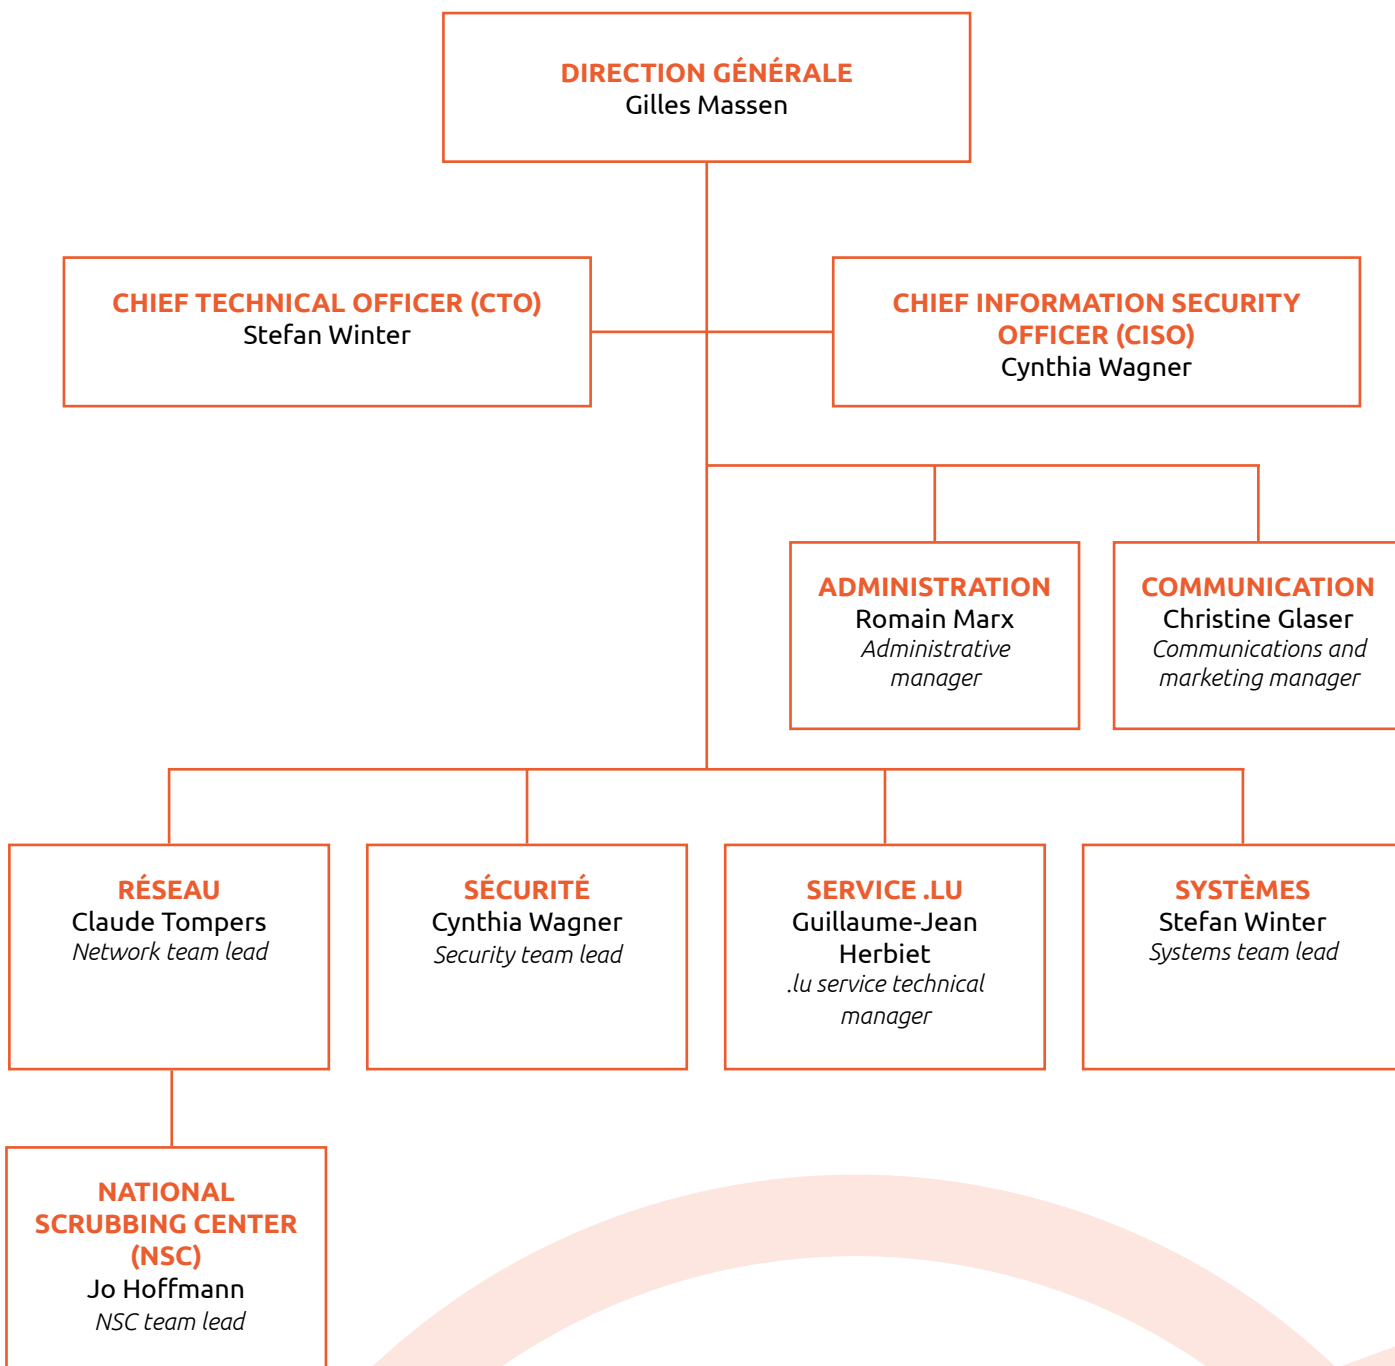 DIRECTION GÉNÉRALE
Gilles Massen
CHIEF TECHNICAL OFFICER (CTO)
Stefan Winter
CHIEF INFORMATION SECURITY
OFFICER (CISO)
Cynthia Wagner
ADMINISTRATION
Romain Marx
Administrative
manager
COMMUNICATION
Christine Glaser
Communications and
marketing manager
RÉSEAU
Claude Tompers
Network team lead
SÉCURITÉ
Cynthia Wagner
Security team lead
SERVICE .LU
Guillaume-Jean
Herbiet
.lu service technical
manager
SYSTÈMES
Stefan Winter
Systems team lead
NATIONAL
SCRUBBING CENTER
(NSC)
Jo Hoffmann
NSC team lead